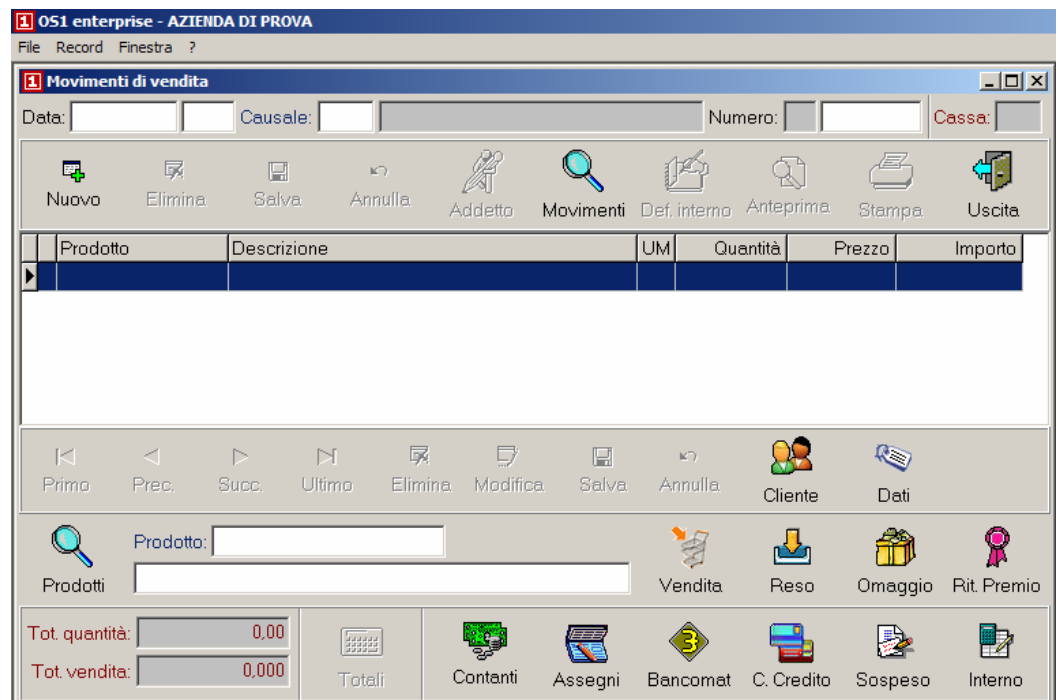 OS1 enterprise - AZIENDA DI PROVA
File Record Finestra ?
Movimenti di vendita
Data: Causale: Numero: Cassa:
Nuovo Elimina Salva Annulla Addetto Movimenti Def. interno Anteprima Stampa Uscita
Prodotto Descrizione UM Quantità Prezzo Importo
Primo Prec. Succ. Ultimo Elimina Modifica Salva Annulla Cliente Dati
Prodotto:
Prodotti Vendita Reso Omaggio Rit. Premio
Tot. quantità: 0,00
Tot. vendita: 0,000
Totali Contanti Assegni Bancomat C. Credito Sospeso Interno